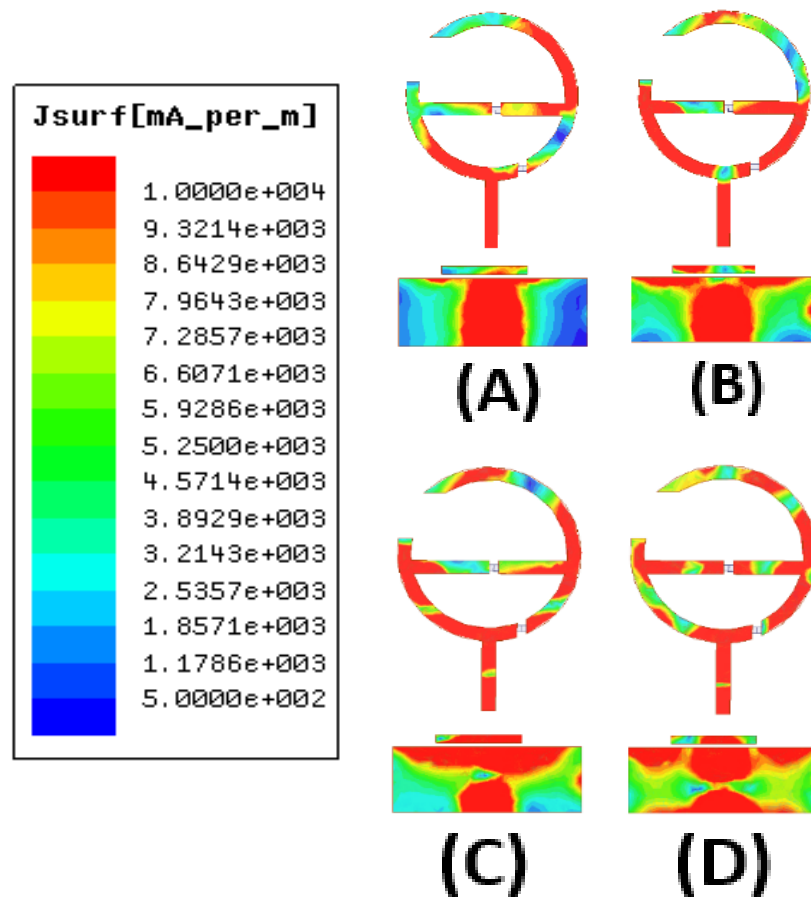 Jsurf[mA_per_m]
1.0000e+004
9.3214e+003
8.6429e+003
7.9643e+003
7.2857e+003
6.6071e+003
5.9286e+003
5.2500e+003
4.5714e+003
3.8929e+003
3.2143e+003
2.5357e+003
1.8571e+003
1.1786e+003
5.0000e+002
(A)
(B)
(C)
(D)